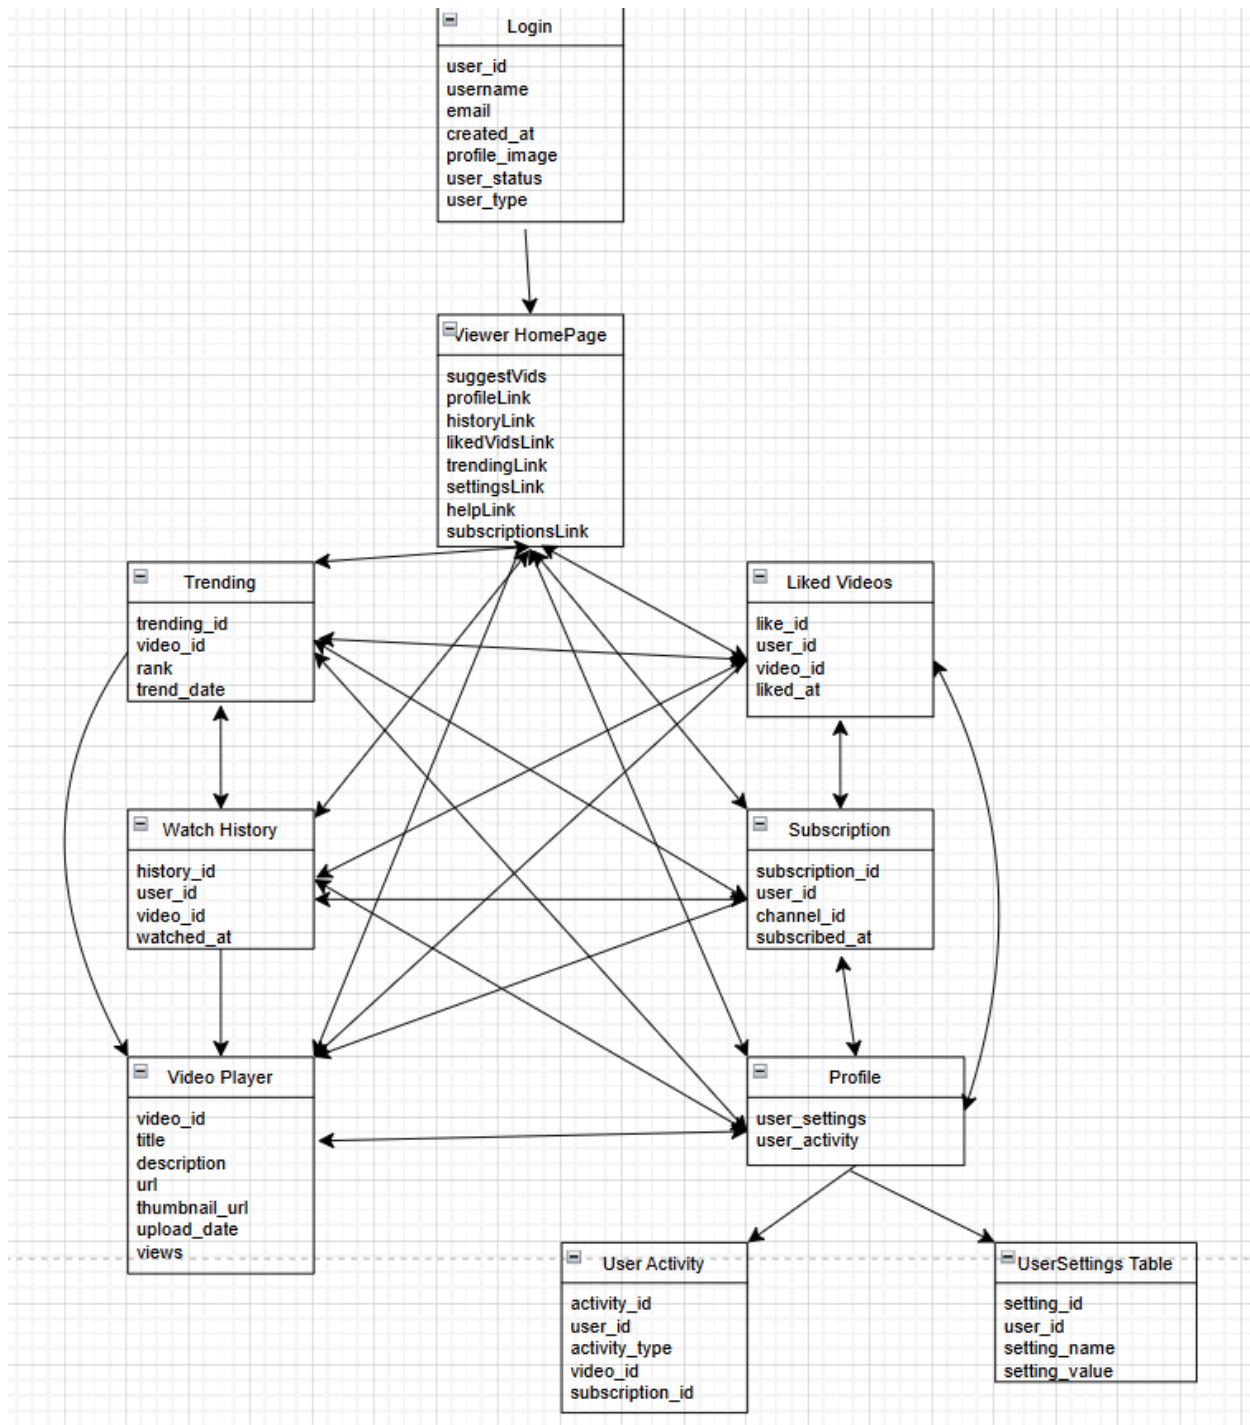 Login
user_id
username
email
created_at
profile_image
user_status
user_type
Viewer HomePage
suggestVids
profileLink
historyLink
likedVidsLink
trendingLink
settingsLink
helpLink
subscriptionsLink
Trending
trending_id
video_id
rank
trend_date
Liked Videos
like_id
user_id
video_id
liked_at
Watch History
history_id
user_id
video_id
watched_at
Subscription
subscription_id
user_id
channel_id
subscribed_at
Video Player
video_id
title
description
url
thumbnail_url
upload_date
views
Profile
user_settings
user_activity
User Activity
activity_id
user_id
activity_type
video_id
subscription_id
UserSettings Table
setting_id
user_id
setting_name
setting_value